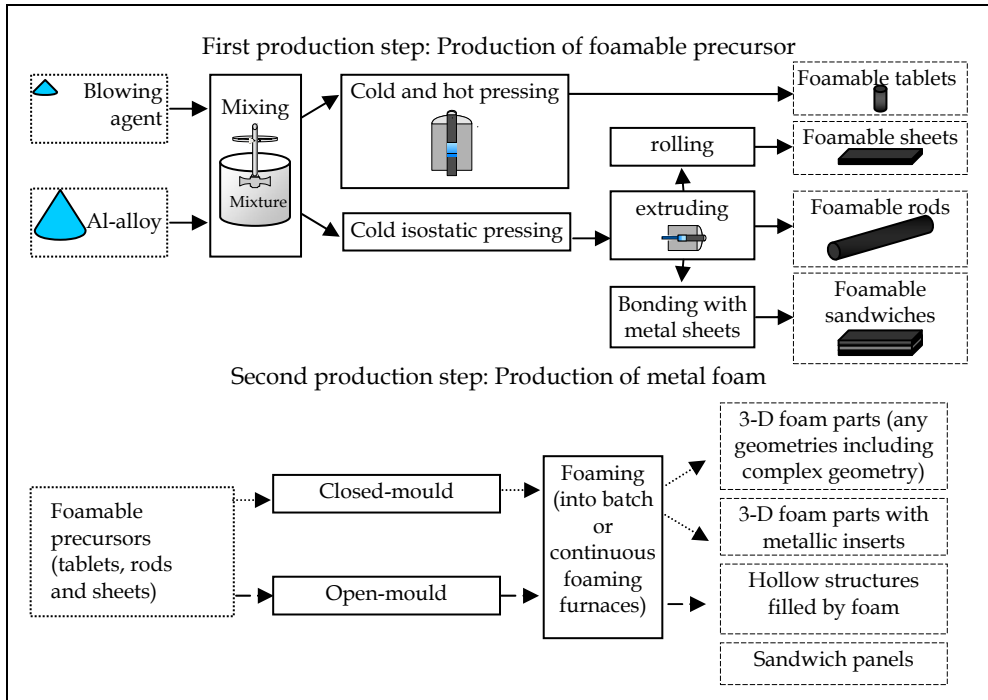 First production step: Production of foamable precursor
Blowing
agent
Al-alloy
Mixing
Mixture
Cold and hot pressing
Cold isostatic pressing
rolling
extruding
Bonding with
metal sheets
Foamable tablets
Foamable sheets
Foamable rods
Foamable
sandwiches
Second production step: Production of metal foam
Foamable
precursors
(tablets, rods
and sheets)
Closed-mould
Open-mould
Foaming
(into batch
or
continuous
foaming
furnaces)
3-D foam parts (any
geometries including
complex geometry)
3-D foam parts with
metallic inserts
Hollow structures
filled by foam
Sandwich panels